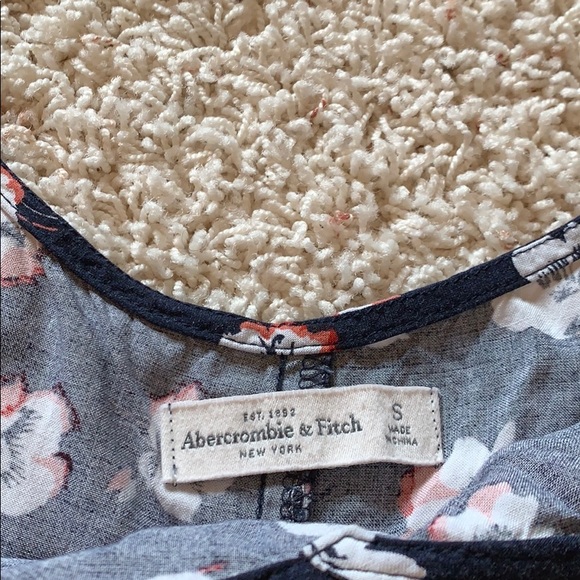 EST. 1892
Abercrombie & Fitch
NEW YORK
S
MADE
IN CHINA